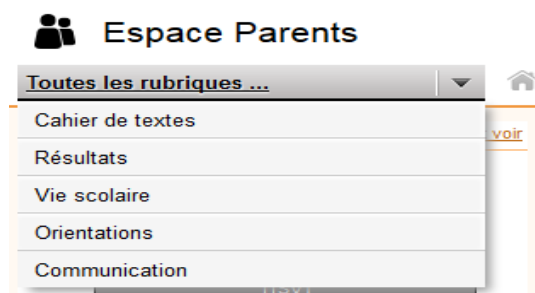 Espace Parents
Toutes les rubriques ...
Cahier de textes
voir
Résultats
Vie scolaire
Orientations
Communication